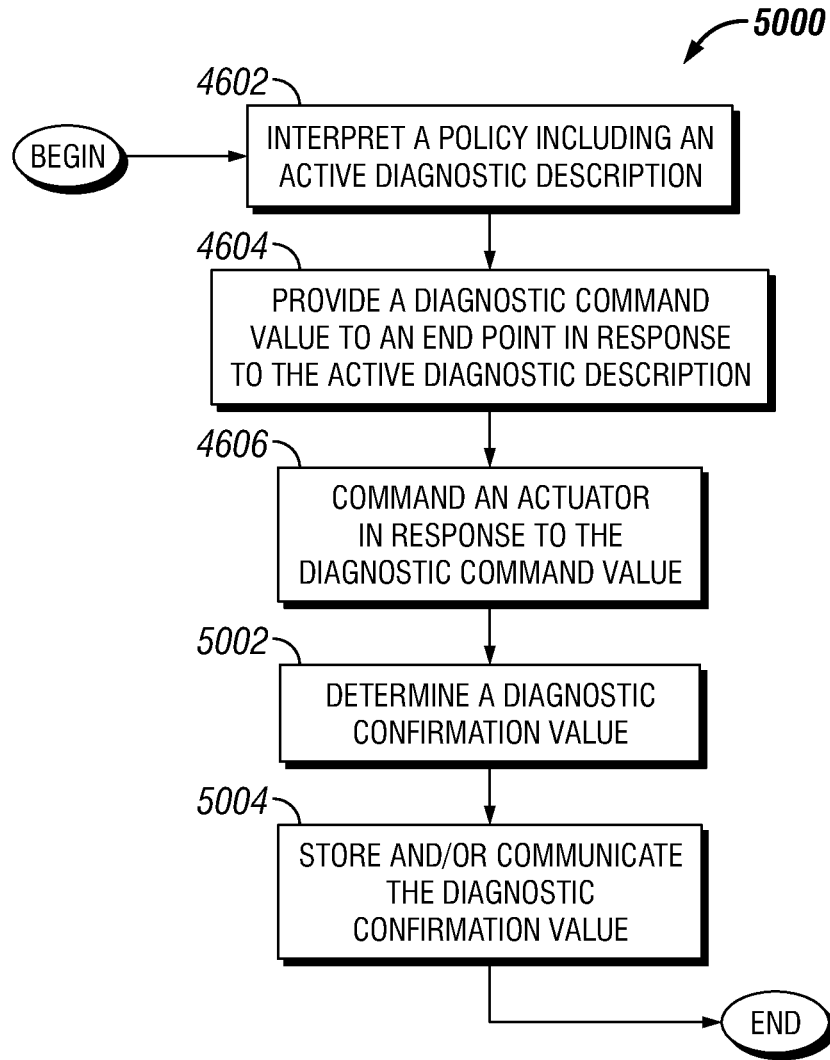 5000
4602
BEGIN
INTERPRET A POLICY INCLUDING AN
ACTIVE DIAGNOSTIC DESCRIPTION
4604
PROVIDE A DIAGNOSTIC COMMAND
VALUE TO AN END POINT IN RESPONSE
TO THE ACTIVE DIAGNOSTIC DESCRIPTION
4606
COMMAND AN ACTUATOR
IN RESPONSE TO THE
DIAGNOSTIC COMMAND VALUE
5002
DETERMINE A DIAGNOSTIC
CONFIRMATION VALUE
5004
STORE AND/OR COMMUNICATE
THE DIAGNOSTIC
CONFIRMATION VALUE
END